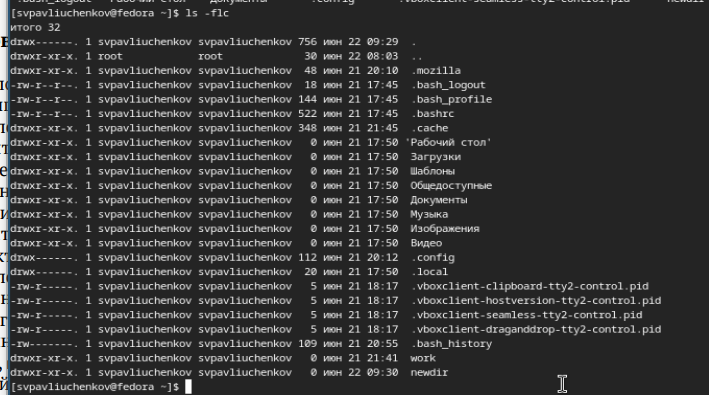 .bash_logout 'Рабочий стол' Документы .config .vboxclient-seamless-tty2-control.pid newdir
[svpavliuchenkov@fedora ~]$ ls -flc
итого 32
drwx------. 1 svpavliuchenkov svpavliuchenkov 756 июн 22 09:29 .
drwxr-xr-x. 1 root root 30 июн 22 08:03 ..
drwxr-xr-x. 1 svpavliuchenkov svpavliuchenkov 48 июн 21 20:10 .mozilla
-rw-r--r--. 1 svpavliuchenkov svpavliuchenkov 18 июн 21 17:45 .bash_logout
-rw-r--r--. 1 svpavliuchenkov svpavliuchenkov 144 июн 21 17:45 .bash_profile
-rw-r--r--. 1 svpavliuchenkov svpavliuchenkov 522 июн 21 17:45 .bashrc
drwxr-xr-x. 1 svpavliuchenkov svpavliuchenkov 348 июн 21 21:45 .cache
drwxr-xr-x. 1 svpavliuchenkov svpavliuchenkov 0 июн 21 17:50 'Рабочий стол'
drwxr-xr-x. 1 svpavliuchenkov svpavliuchenkov 0 июн 21 17:50 Загрузки
drwxr-xr-x. 1 svpavliuchenkov svpavliuchenkov 0 июн 21 17:50 Шаблоны
drwxr-xr-x. 1 svpavliuchenkov svpavliuchenkov 0 июн 21 17:50 Общедоступные
drwxr-xr-x. 1 svpavliuchenkov svpavliuchenkov 0 июн 21 17:50 Документы
drwxr-xr-x. 1 svpavliuchenkov svpavliuchenkov 0 июн 21 17:50 Музыка
drwxr-xr-x. 1 svpavliuchenkov svpavliuchenkov 0 июн 21 17:50 Изображения
drwxr-xr-x. 1 svpavliuchenkov svpavliuchenkov 0 июн 21 17:50 Видео
drwx------. 1 svpavliuchenkov svpavliuchenkov 112 июн 21 20:12 .config
drwx------. 1 svpavliuchenkov svpavliuchenkov 20 июн 21 17:50 .local
-rw-r-----. 1 svpavliuchenkov svpavliuchenkov 5 июн 21 18:17 .vboxclient-clipboard-tty2-control.pid
-rw-r-----. 1 svpavliuchenkov svpavliuchenkov 5 июн 21 18:17 .vboxclient-hostversion-tty2-control.pid
-rw-r-----. 1 svpavliuchenkov svpavliuchenkov 5 июн 21 18:17 .vboxclient-seamless-tty2-control.pid
-rw-r-----. 1 svpavliuchenkov svpavliuchenkov 5 июн 21 18:17 .vboxclient-draganddrop-tty2-control.pid
-rw-------. 1 svpavliuchenkov svpavliuchenkov 109 июн 21 20:55 .bash_history
drwxr-xr-x. 1 svpavliuchenkov svpavliuchenkov 0 июн 21 21:41 work
drwxr-xr-x. 1 svpavliuchenkov svpavliuchenkov 0 июн 22 09:30 newdir
[svpavliuchenkov@fedora ~]$